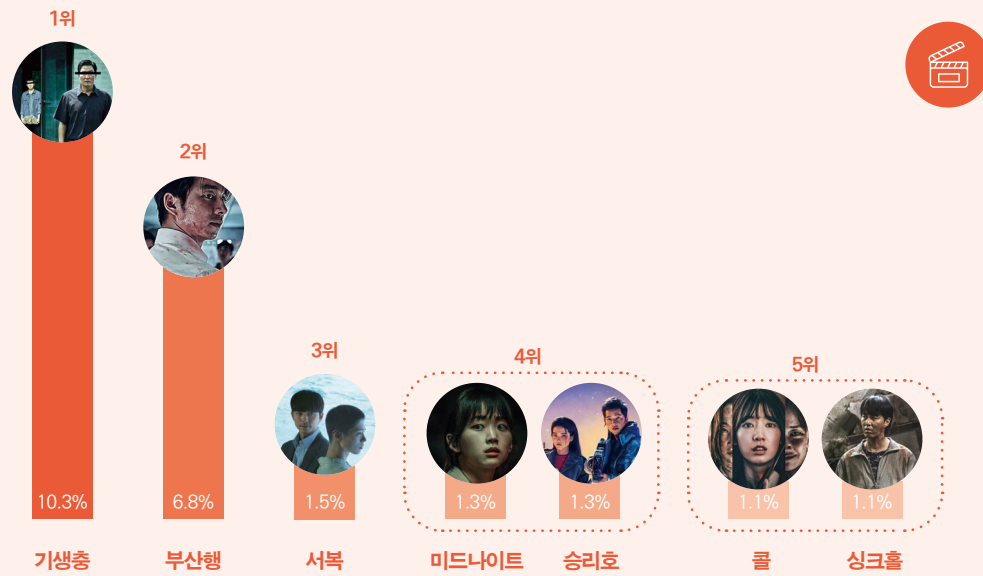 1위
2위
3위
4위
5위
10.3%
6.8%
1.5%
1.3%
1.3%
1.1%
1.1%
기생충
부산행
서복
미드나이트
승리호
콜
싱크홀